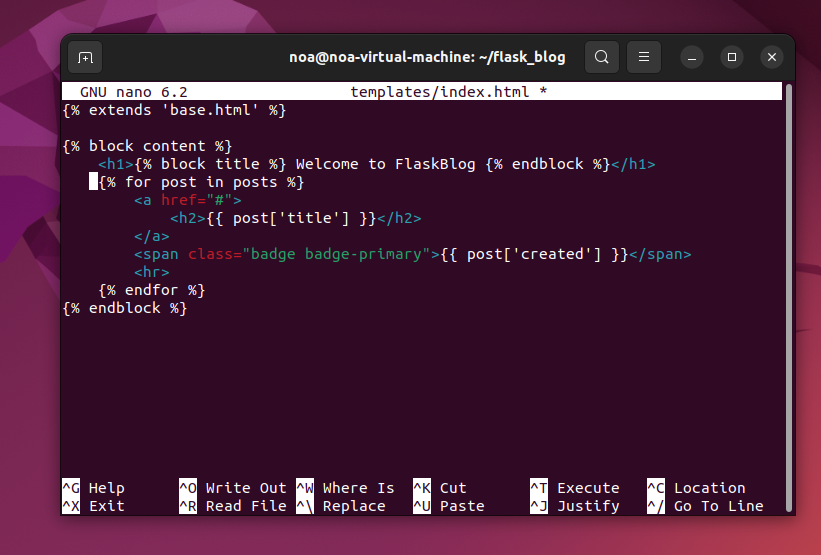 noa@noa-virtual-machine: ~/flask_blog
GNU nano 6.2 templates/index.html *
{% extends 'base.html' %}
{% block content %}
<h1>{% block title %} Welcome to FlaskBlog {% endblock %}</h1>
{% for post in posts %}
<a href="#">
<h2>{{ post['title'] }}</h2>
</a>
<span class="badge badge-primary">{{ post['created'] }}</span>
<hr>
{% endfor %}
{% endblock %}
^G Help ^O Write Out ^W Where Is ^K Cut ^T Execute ^C Location
^X Exit ^R Read File ^\ Replace ^U Paste ^J Justify ^/ Go To Line